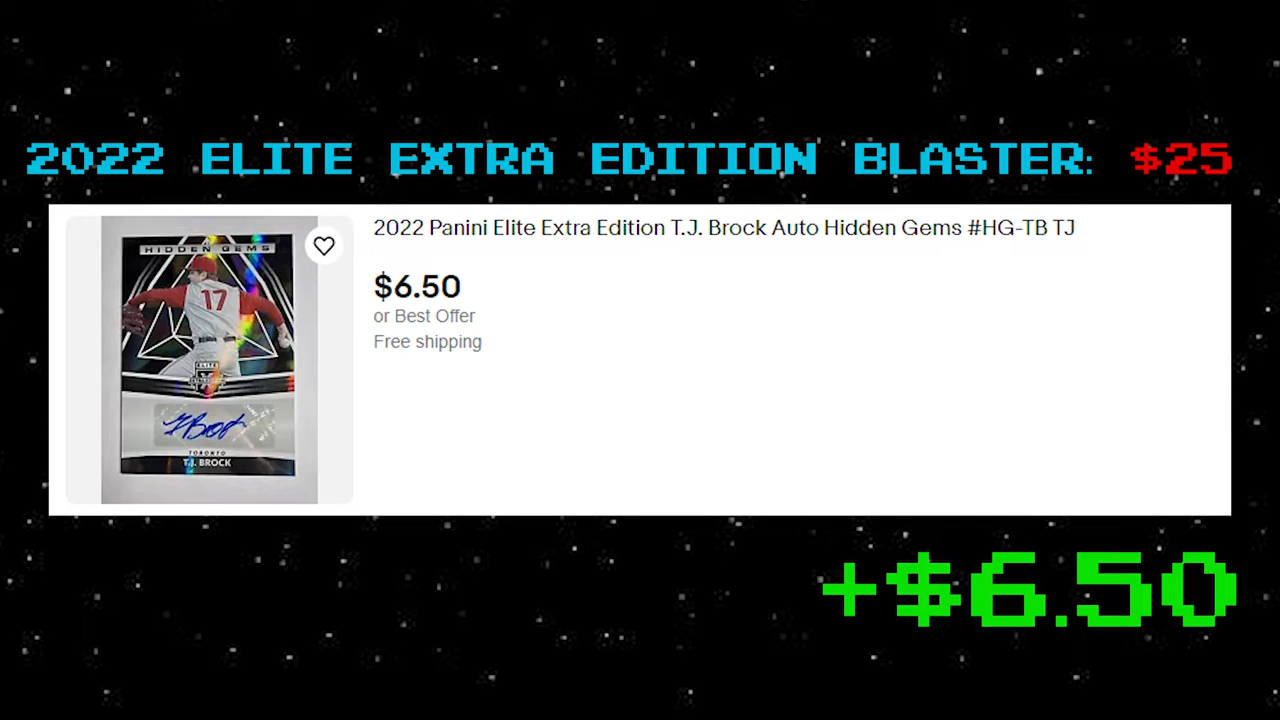 2022 ELITE EXTRA EDITION BLASTER: $25
2022 Panini Elite Extra Edition T.J. Brock Auto Hidden Gems #HG-TB TJ
$6.50
or Best Offer
Free shipping
HIDDEN GEMS
17
ELITE
TORONTO
T.J. BROCK
+$6.50